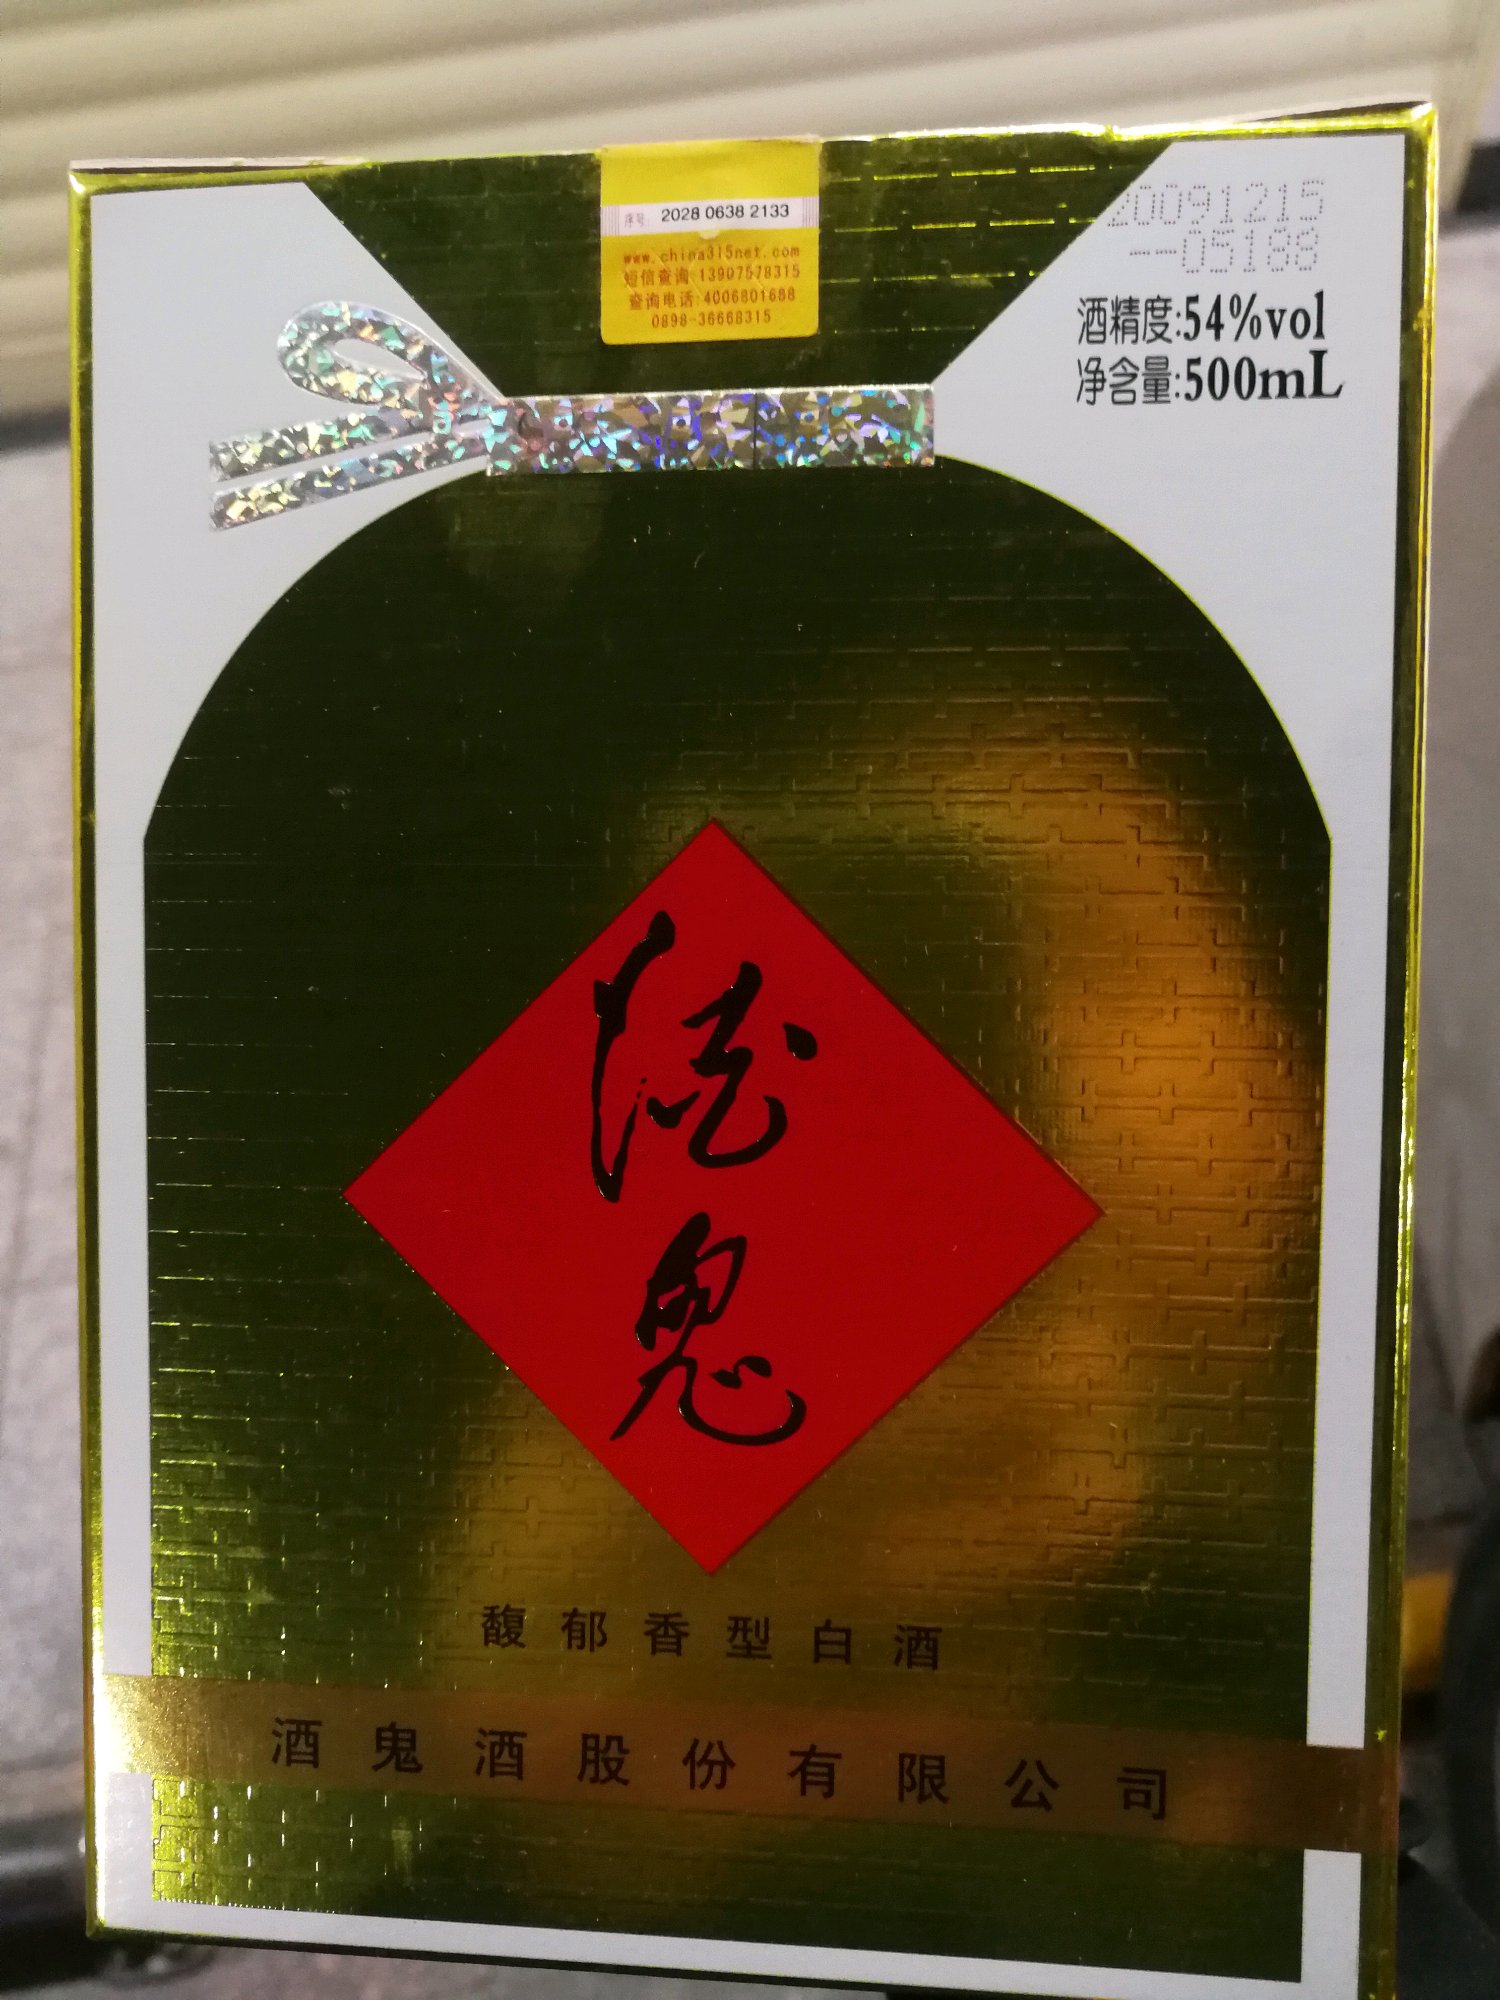 序号: 2028 0638 2133
www.china315net.com
短信查询:13907578315
查询电话:4006801688
0898-36668315
20091215
--05188
酒精度:54%vol
净含量:500mL
酒
鬼
馥郁香型白酒
酒鬼酒股份有限公司